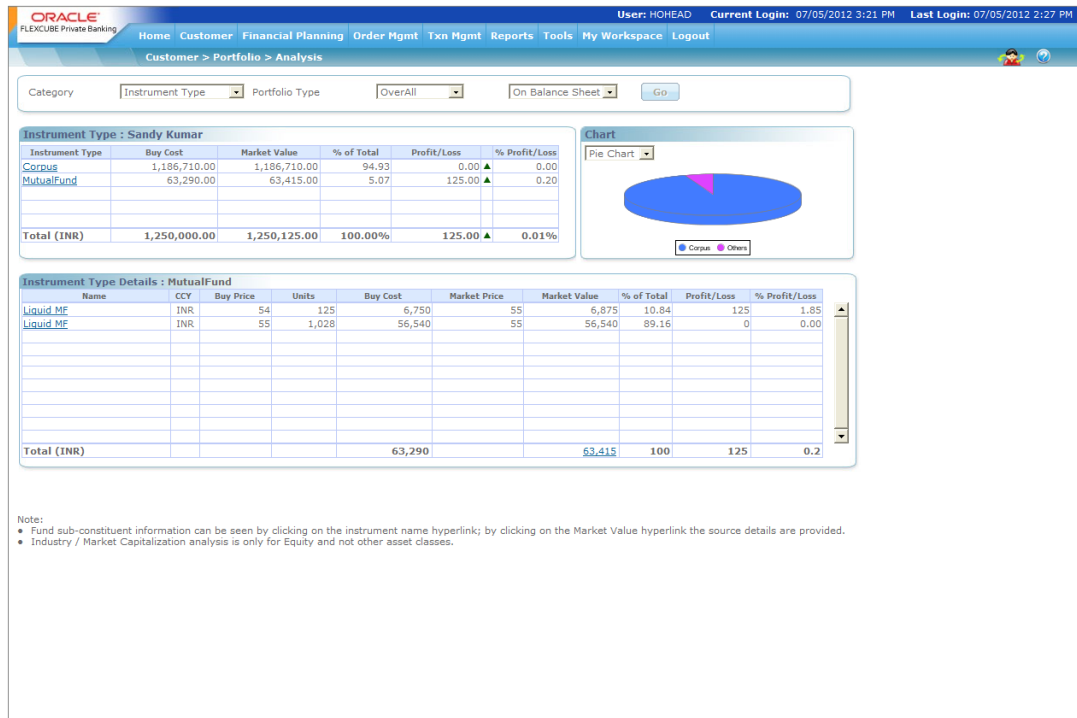 ORACLE®
FLEXCUBE Private Banking
User: HOHEAD Current Login: 07/05/2012 3:21 PM Last Login: 07/05/2012 2:27 PM
Home Customer Financial Planning Order Mgmt Txn Mgmt Reports Tools My Workspace Logout
Customer > Portfolio > Analysis
Category Instrument Type Portfolio Type OverAll On Balance Sheet Go
Instrument Type : Sandy Kumar
Instrument Type Buy Cost Market Value % of Total Profit/Loss % Profit/Loss
Corpus 1,186,710.00 1,186,710.00 94.93 0.00 0.00
MutualFund 63,290.00 63,415.00 5.07 125.00 0.20
Total (INR) 1,250,000.00 1,250,125.00 100.00% 125.00 0.01%
Chart
Pie Chart
Corpus Others
Instrument Type Details : MutualFund
Name CCY Buy Price Units Buy Cost Market Price Market Value % of Total Profit/Loss % Profit/Loss
Liquid MF INR 54 125 6,750 55 6,875 10.84 125 1.85
Liquid MF INR 55 1,028 56,540 55 56,540 89.16 0 0.00
Total (INR) 63,290 63,415 100 125 0.2
Note:
● Fund sub-constituent information can be seen by clicking on the instrument name hyperlink; by clicking on the Market Value hyperlink the source details are provided.
● Industry / Market Capitalization analysis is only for Equity and not other asset classes.